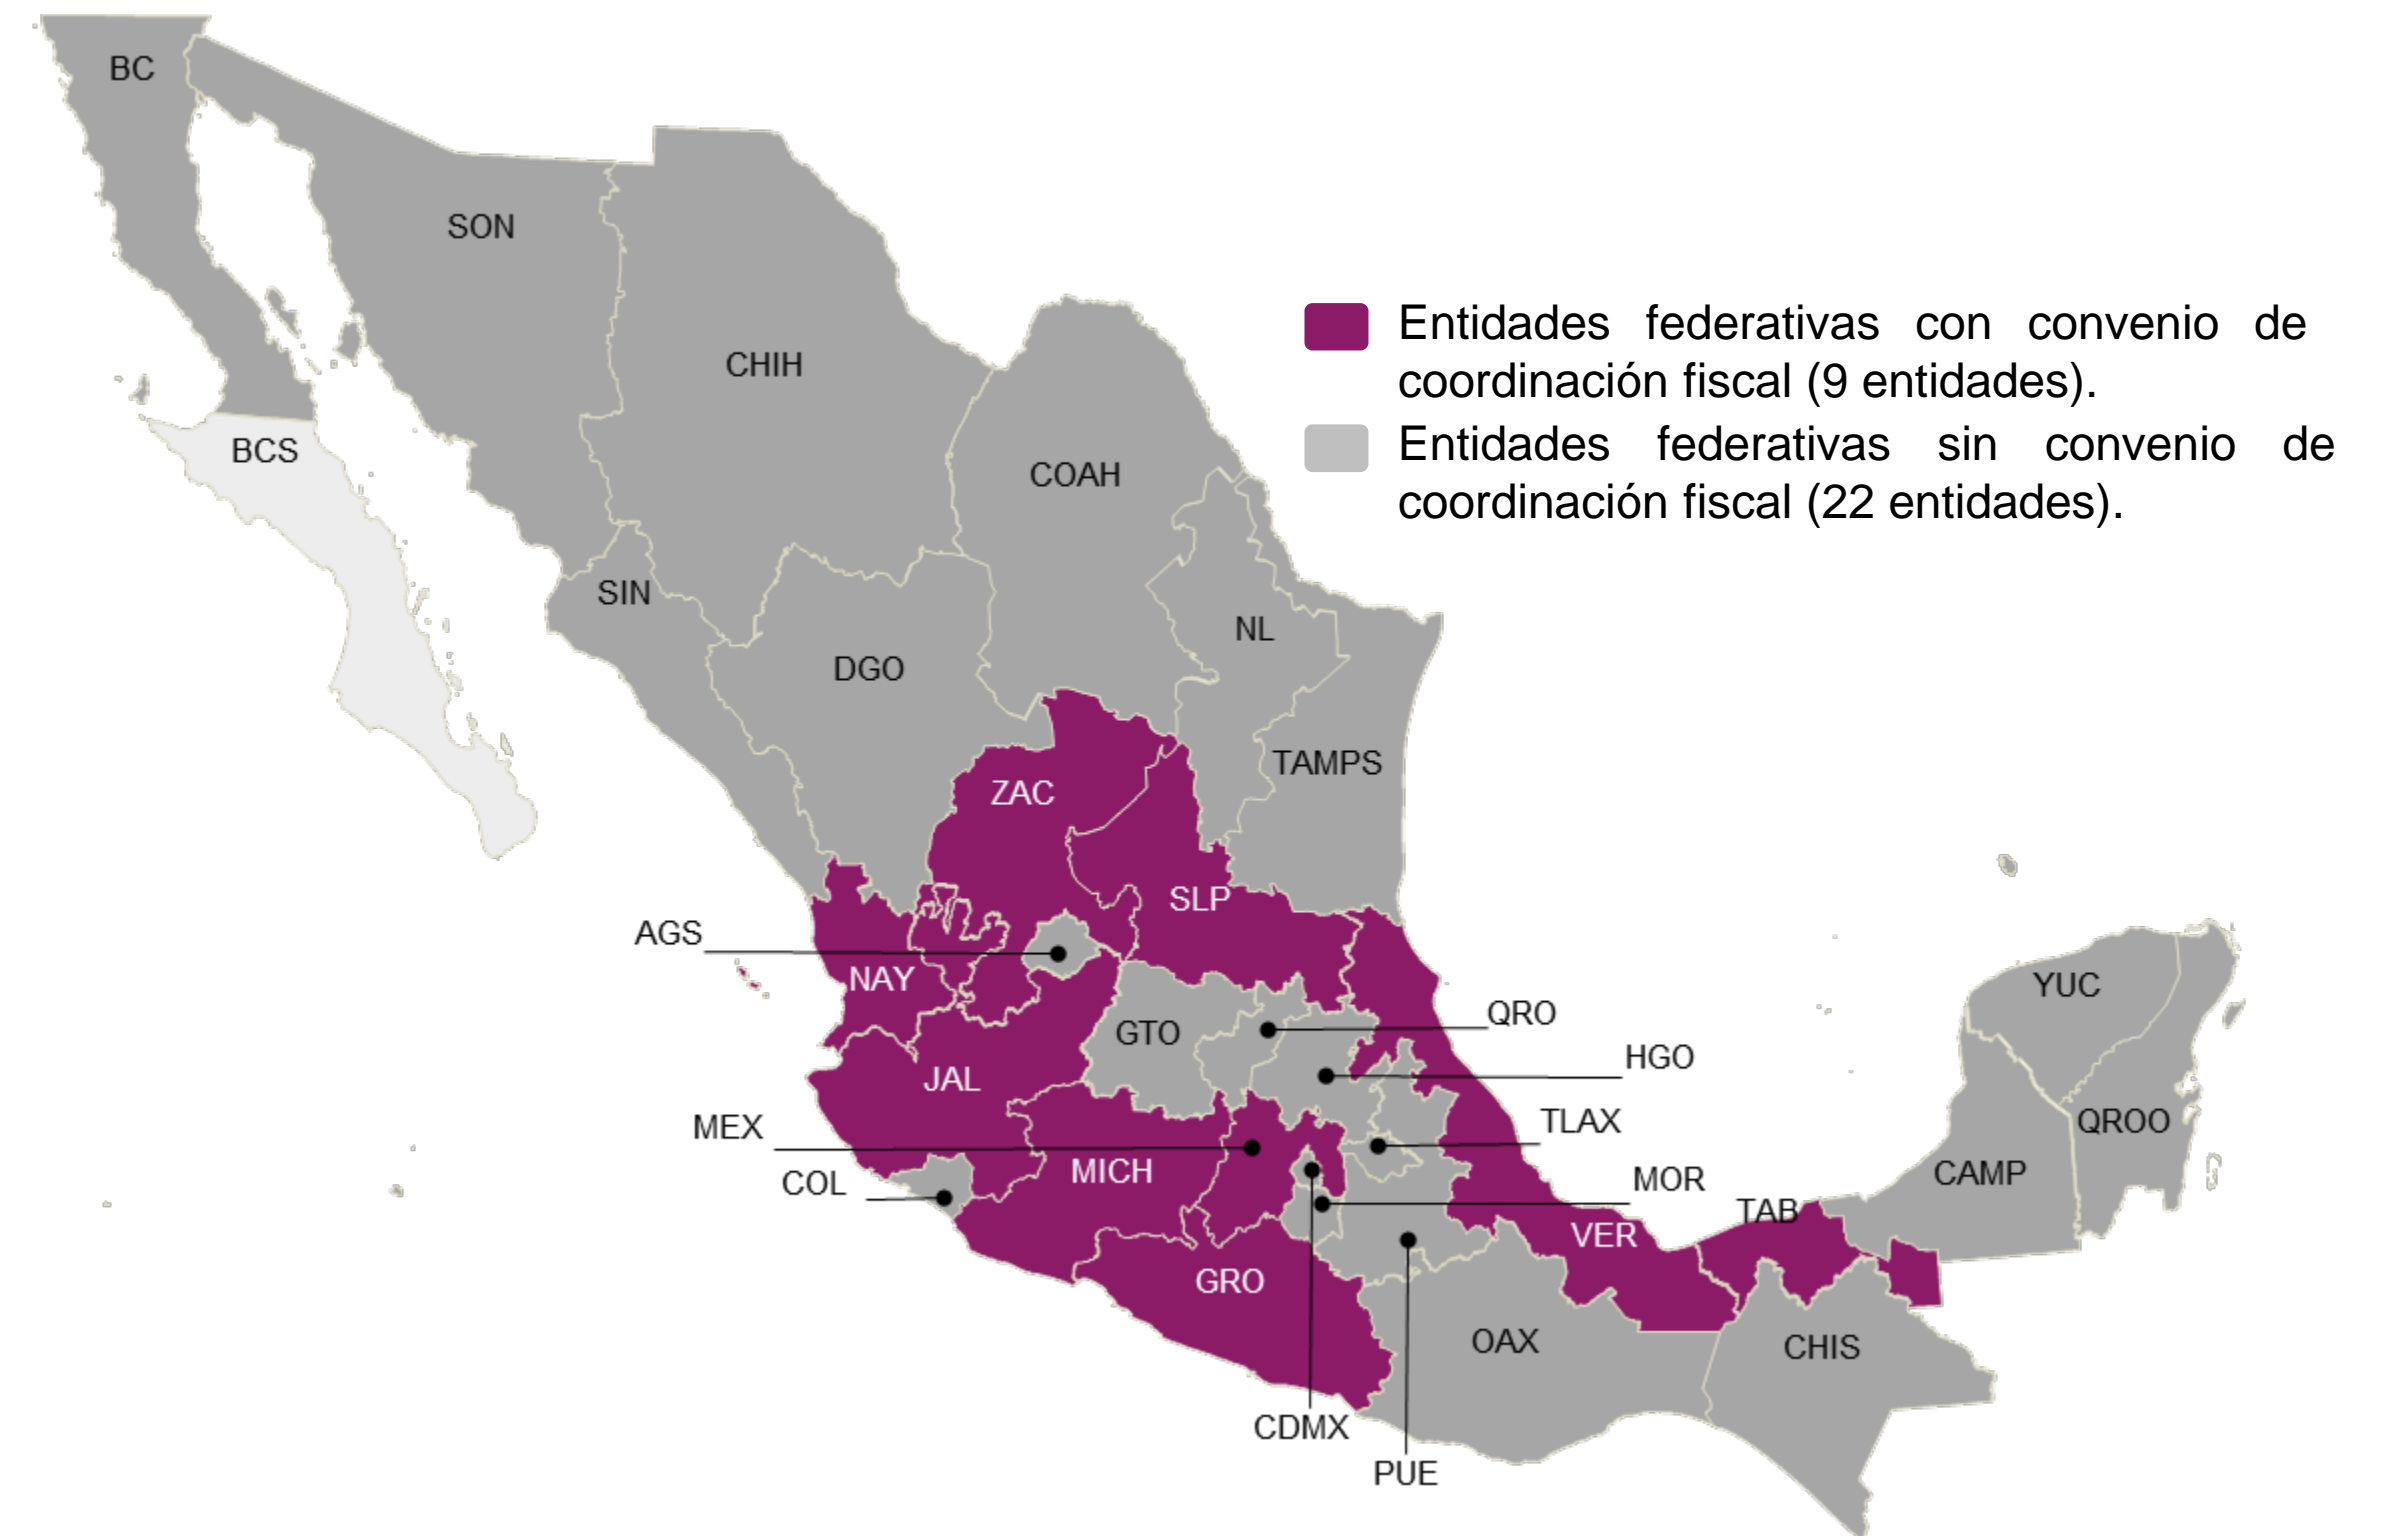 BC
SON
CHIH
Entidades federativas con convenio de
coordinación fiscal (9 entidades).
Entidades federativas sin convenio de
coordinación fiscal (22 entidades).
BCS
COAH
SIN
NL
DGO
TAMPS
ZAC
SLP
AGS
NAY
YUC
QRO
GTO
HGO
JAL
MEX
TLAX
QROO
MICH
CAMP
COL
MOR
TAB
VER
GRO
OAX
CHIS
CDMX
PUE